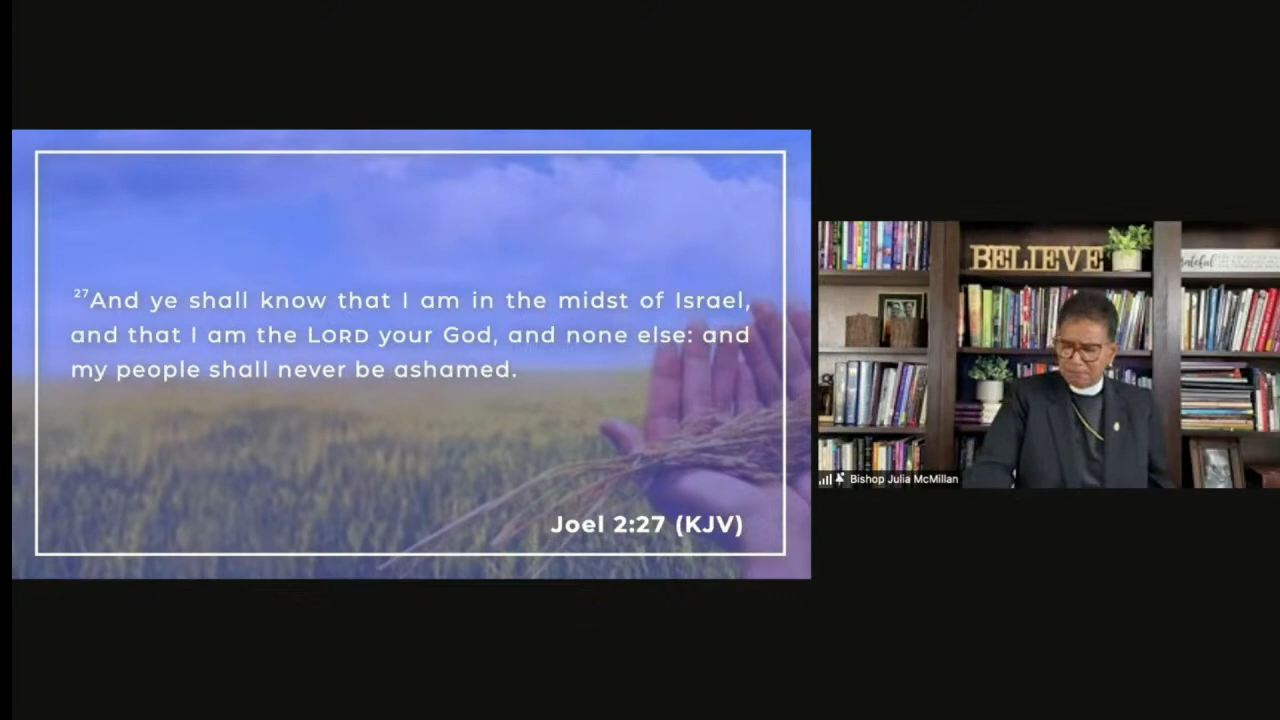 ²⁷And ye shall know that I am in the midst of Israel,
and that I am the LORD your God, and none else: and
my people shall never be ashamed.
Joel 2:27 (KJV)
BELIEVE
grateful
Bishop Julia McMillan